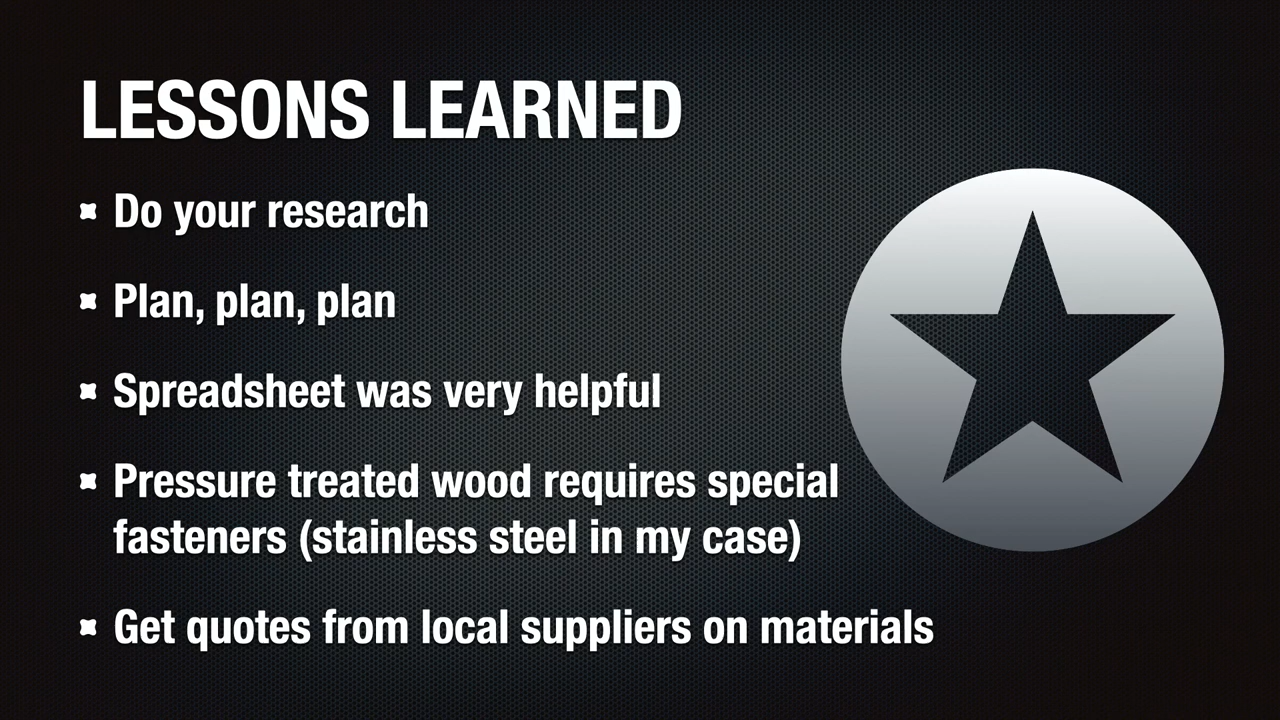 LESSONS LEARNED
Do your research
Plan, plan, plan
Spreadsheet was very helpful
Pressure treated wood requires special
fasteners (stainless steel in my case)
Get quotes from local suppliers on materials